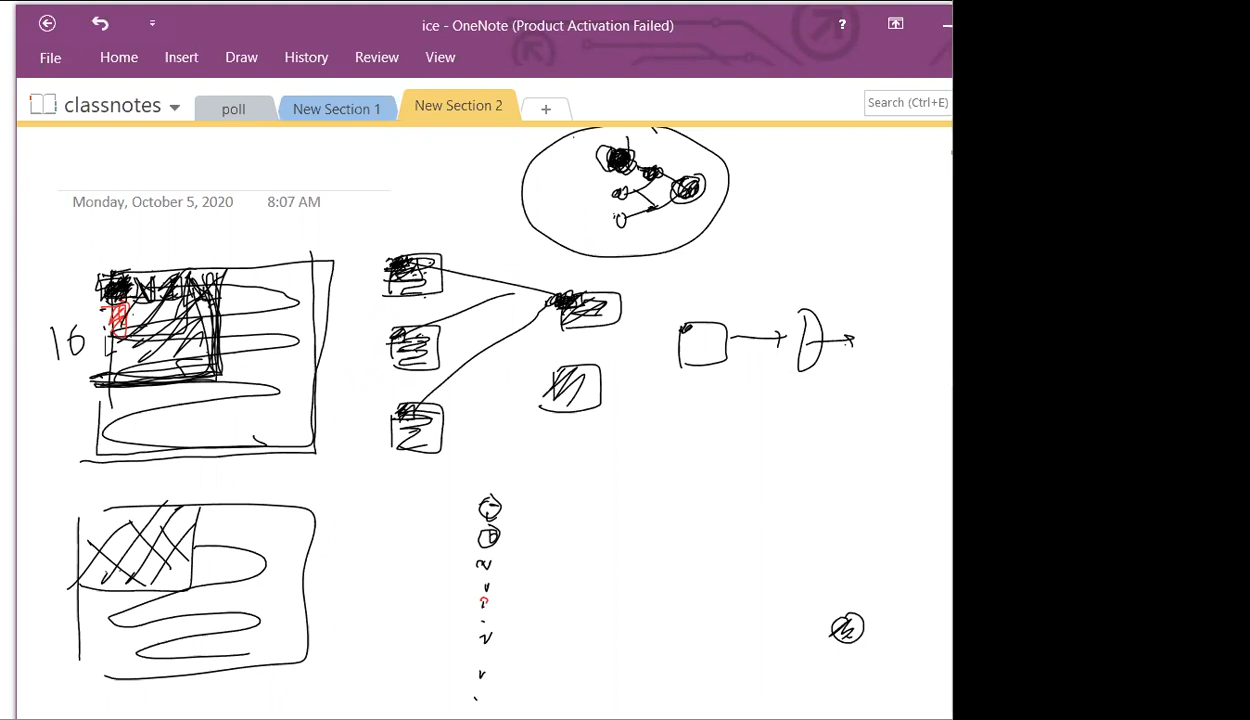 ice - OneNote (Product Activation Failed)
?
File Home Insert Draw History Review View
classnotes poll New Section 1 New Section 2 + Search (Ctrl+E)
Monday, October 5, 2020 8:07 AM
16